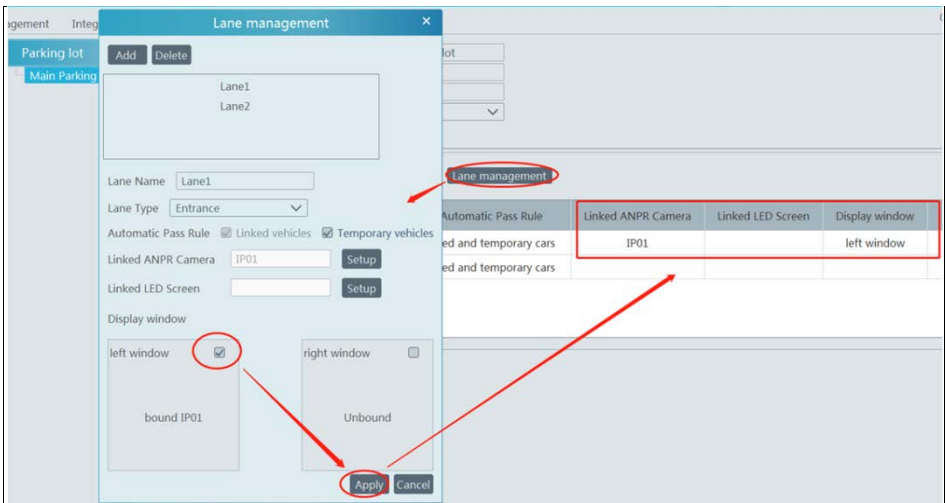 agement Integ
Lane management ×
Parking lot
Main Parking
Add Delete
lot
Lane1
Lane2
Lane management
Lane Name Lane1
Lane Type Entrance
Automatic Pass Rule Linked vehicles Temporary vehicles
Linked ANPR Camera IP01 Setup
Linked LED Screen Setup
Display window
left window right window
bound IP01 Unbound
Apply Cancel
Automatic Pass Rule Linked ANPR Camera Linked LED Screen Display window
ed and temporary cars IP01 left window
ed and temporary cars